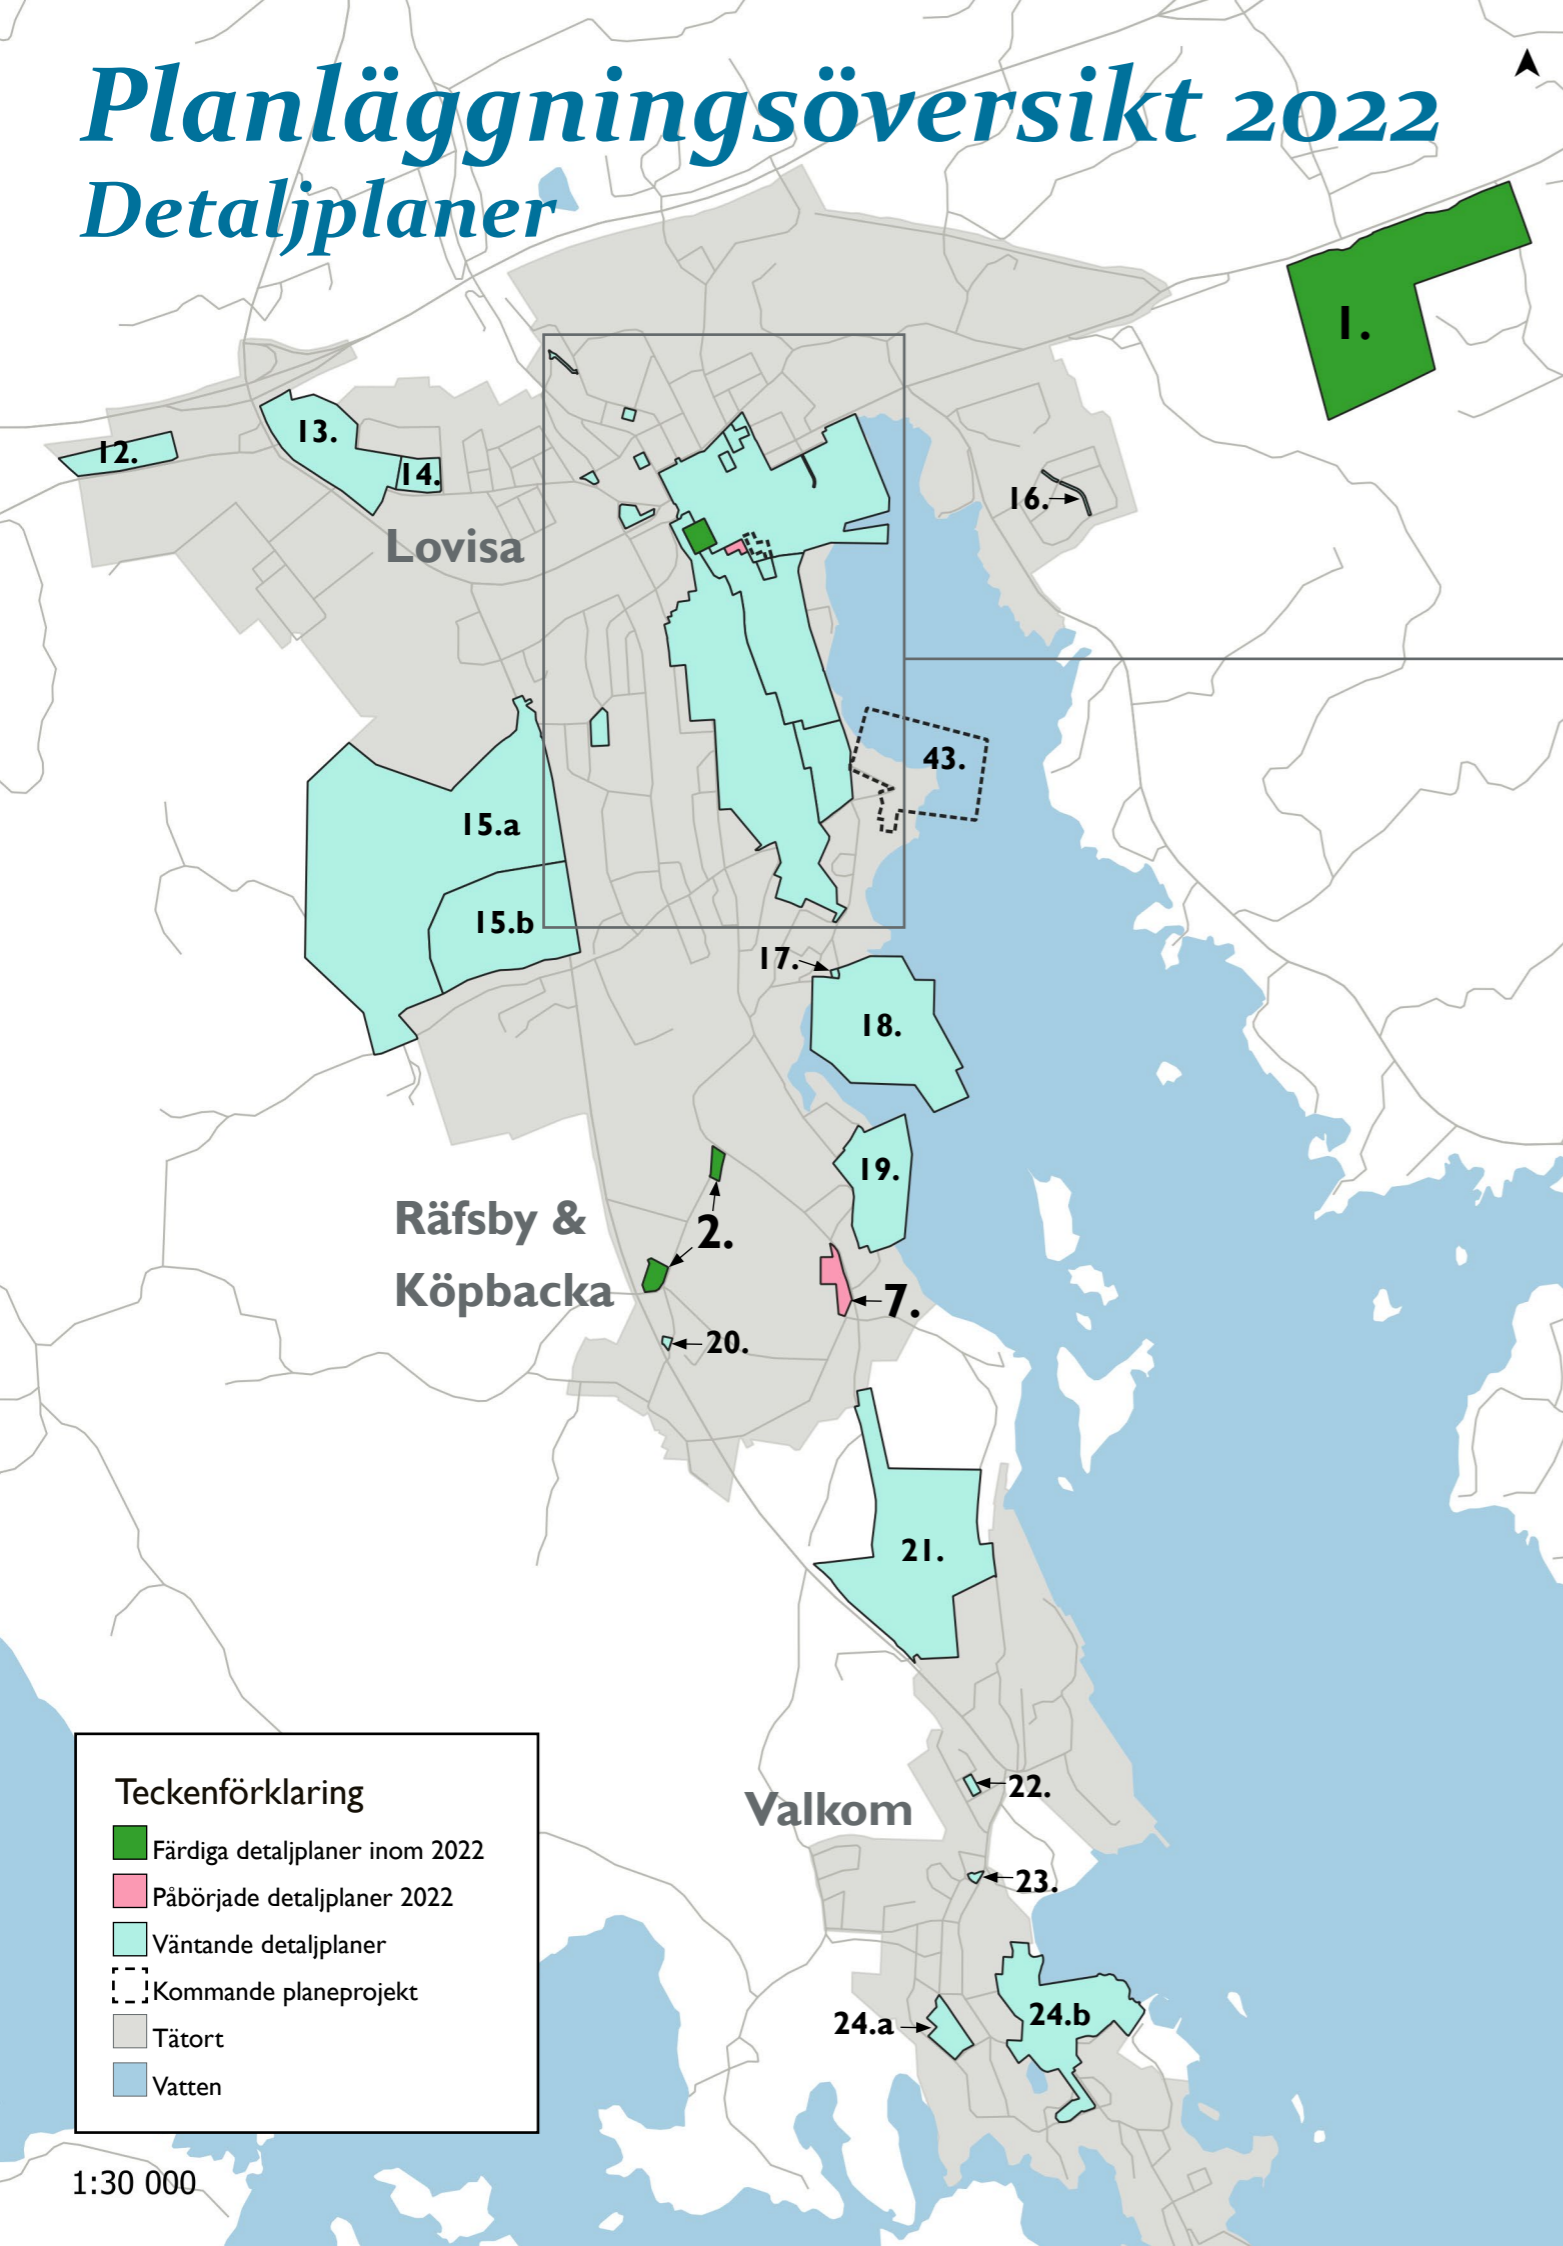 Planläggningsöversikt 2022
Detaljplaner
1.
13.
12.
14.
16.
Lovisa
43.
15.a
15.b
17.
18.
19.
Räfsby &
2.
Köpbacka
7.
20.
21.
22.
Valkom
23.
24.a
24.b
Teckenförklaring
Färdiga detaljplaner inom 2022
Påbörjade detaljplaner 2022
Väntande detaljplaner
Kommande planeprojekt
Tätort
Vatten
1:30 000